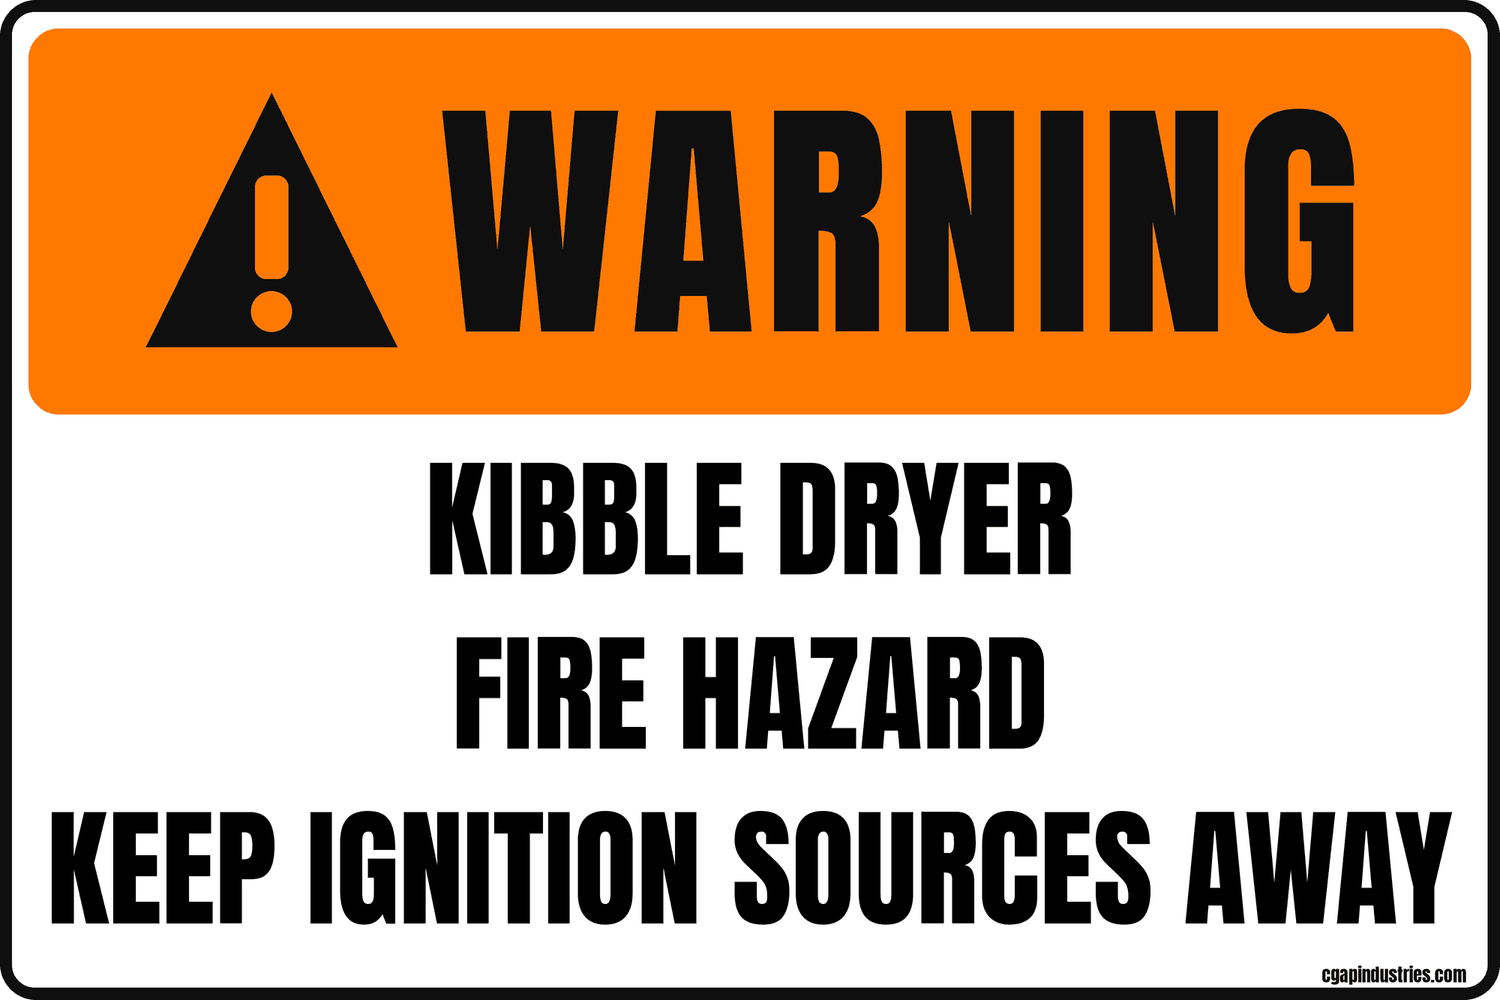 WARNING
KIBBLE DRYER
FIRE HAZARD
KEEP IGNITION SOURCES AWAY
cgapindustries.com